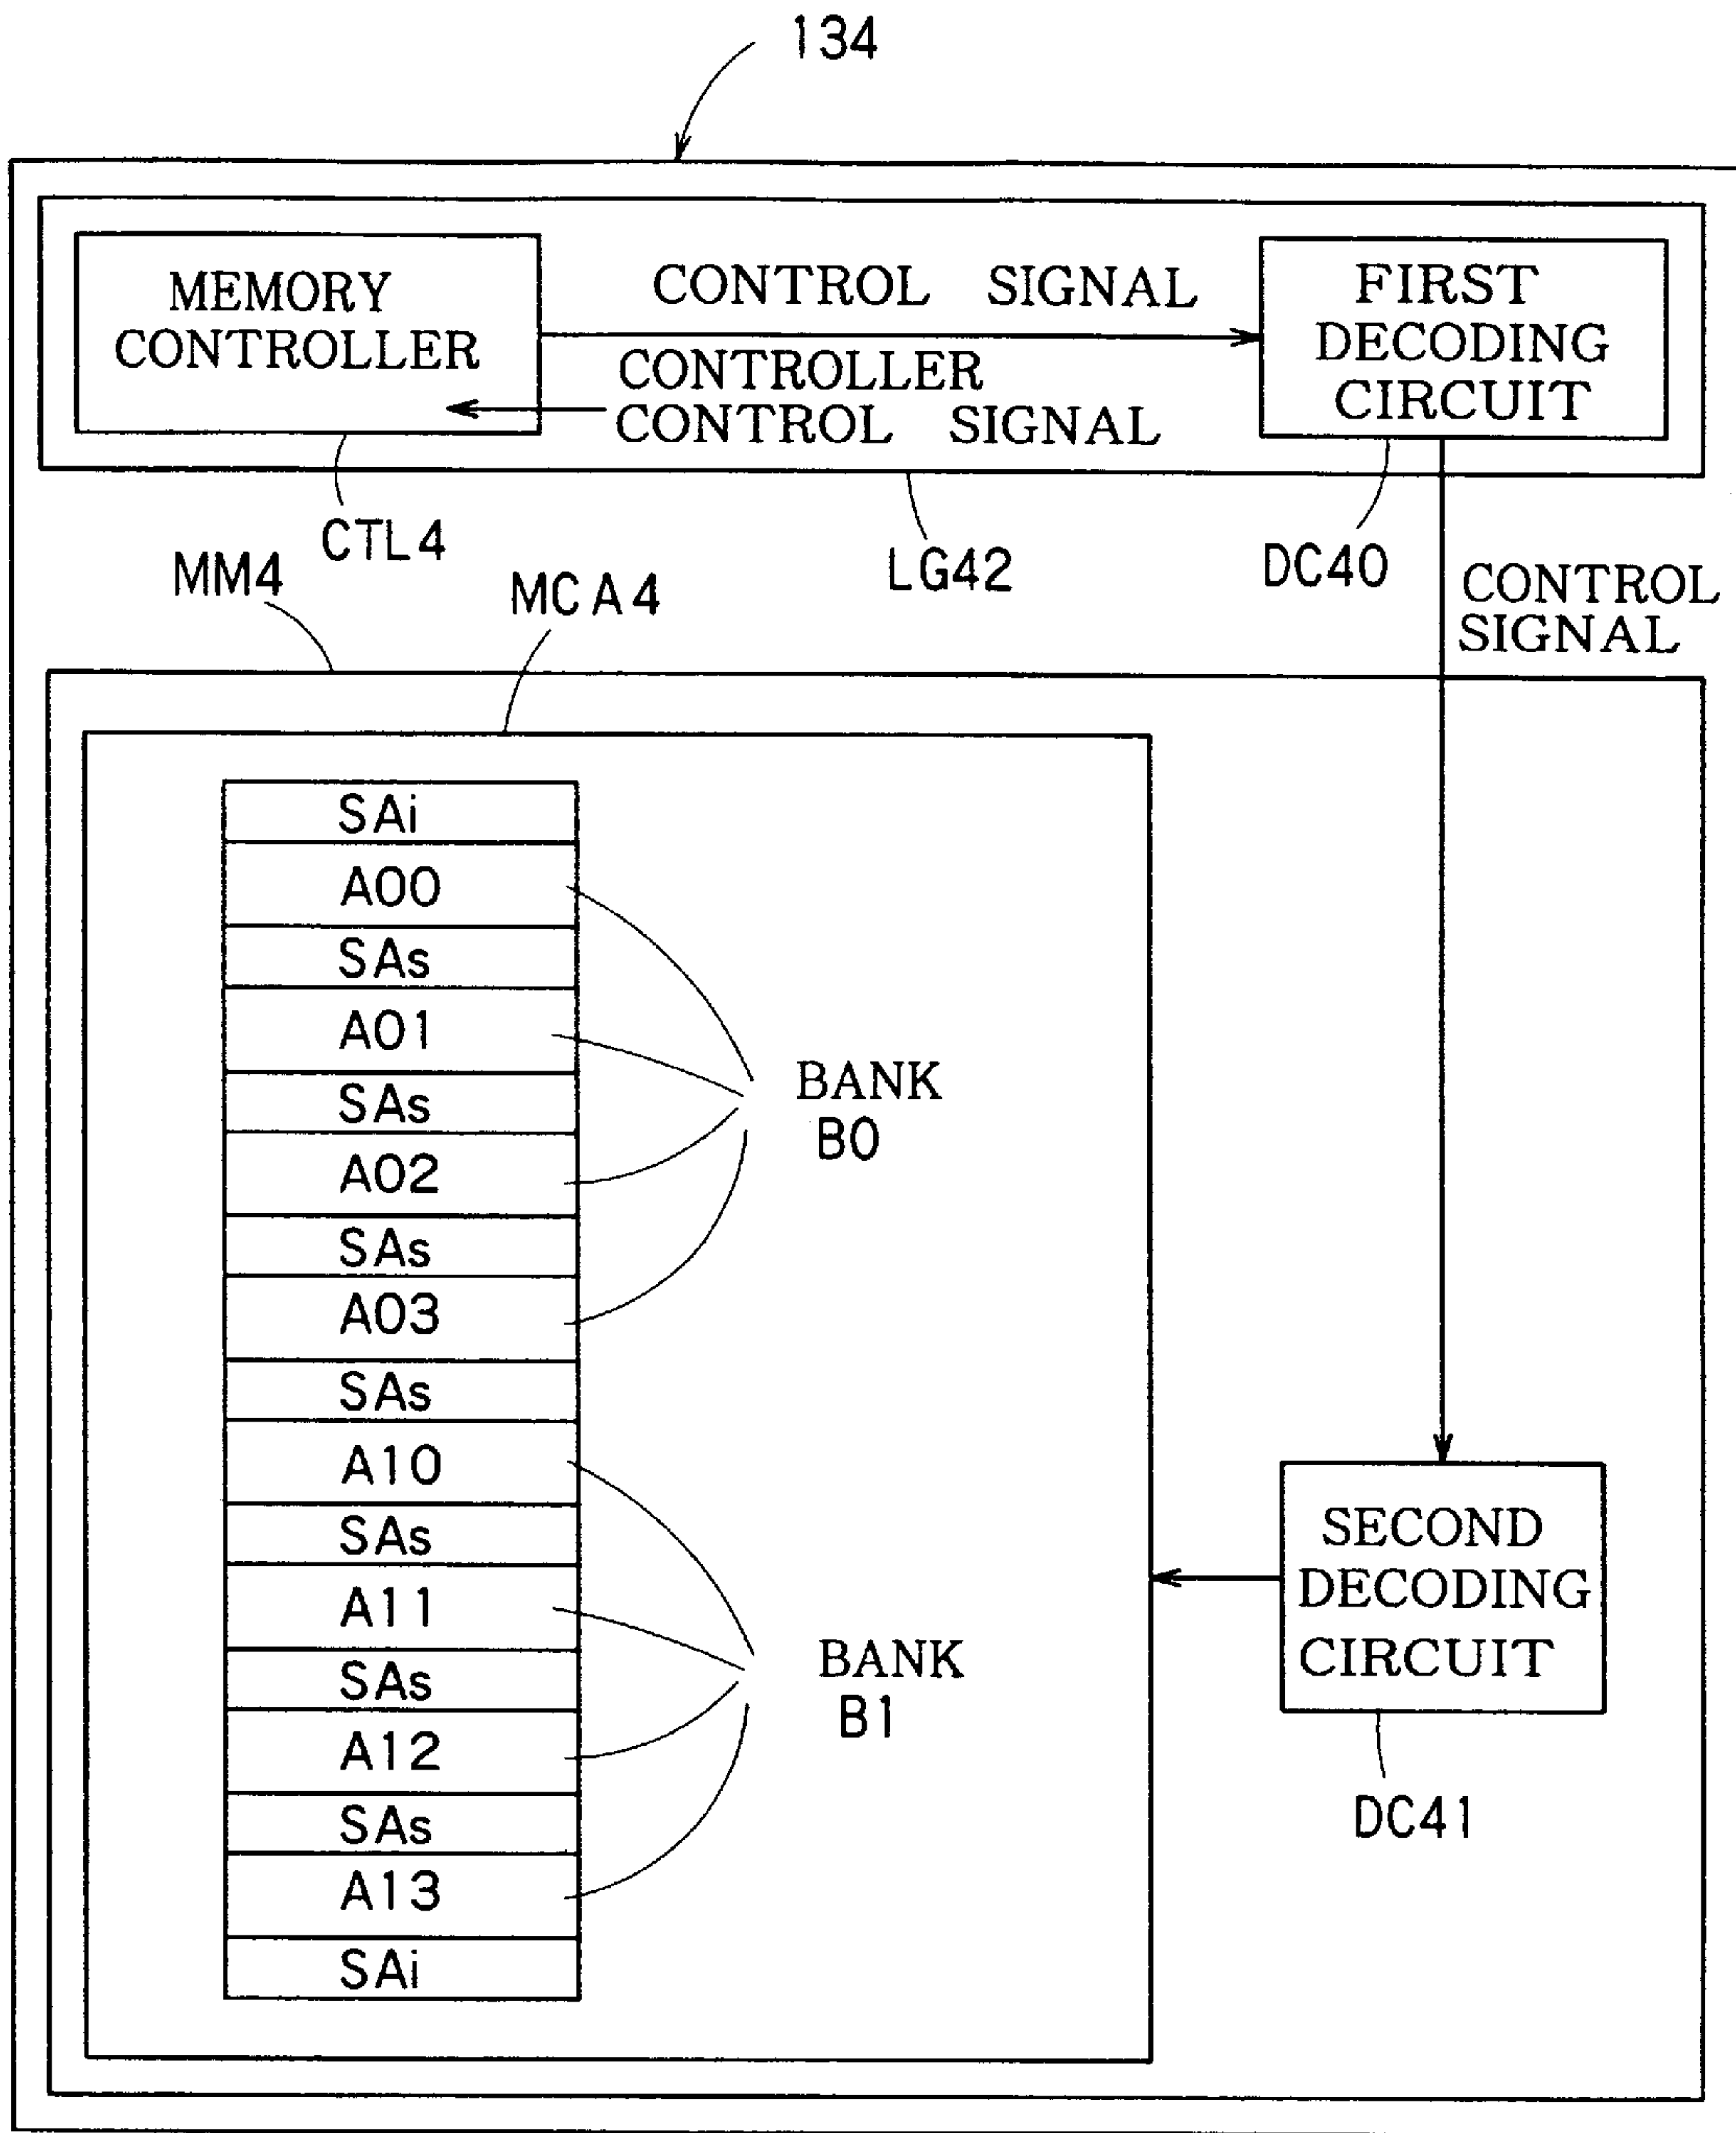 134
MEMORY
CONTROLLER
CONTROL SIGNAL
CONTROLLER
CONTROL SIGNAL
FIRST
DECODING
CIRCUIT
CTL4
LG42
DC40
MM4
MCA4
CONTROL
SIGNAL
SAi
A00
SAs
A01
SAs
A02
SAs
A03
SAs
A10
SAs
A11
SAs
A12
SAs
A13
SAi
BANK
B0
BANK
B1
SECOND
DECODING
CIRCUIT
DC41